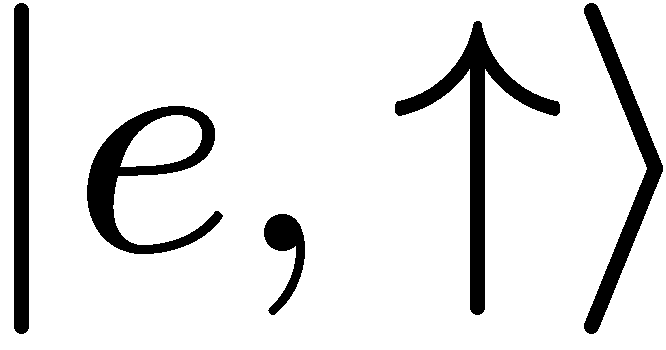 |e, ↑⟩